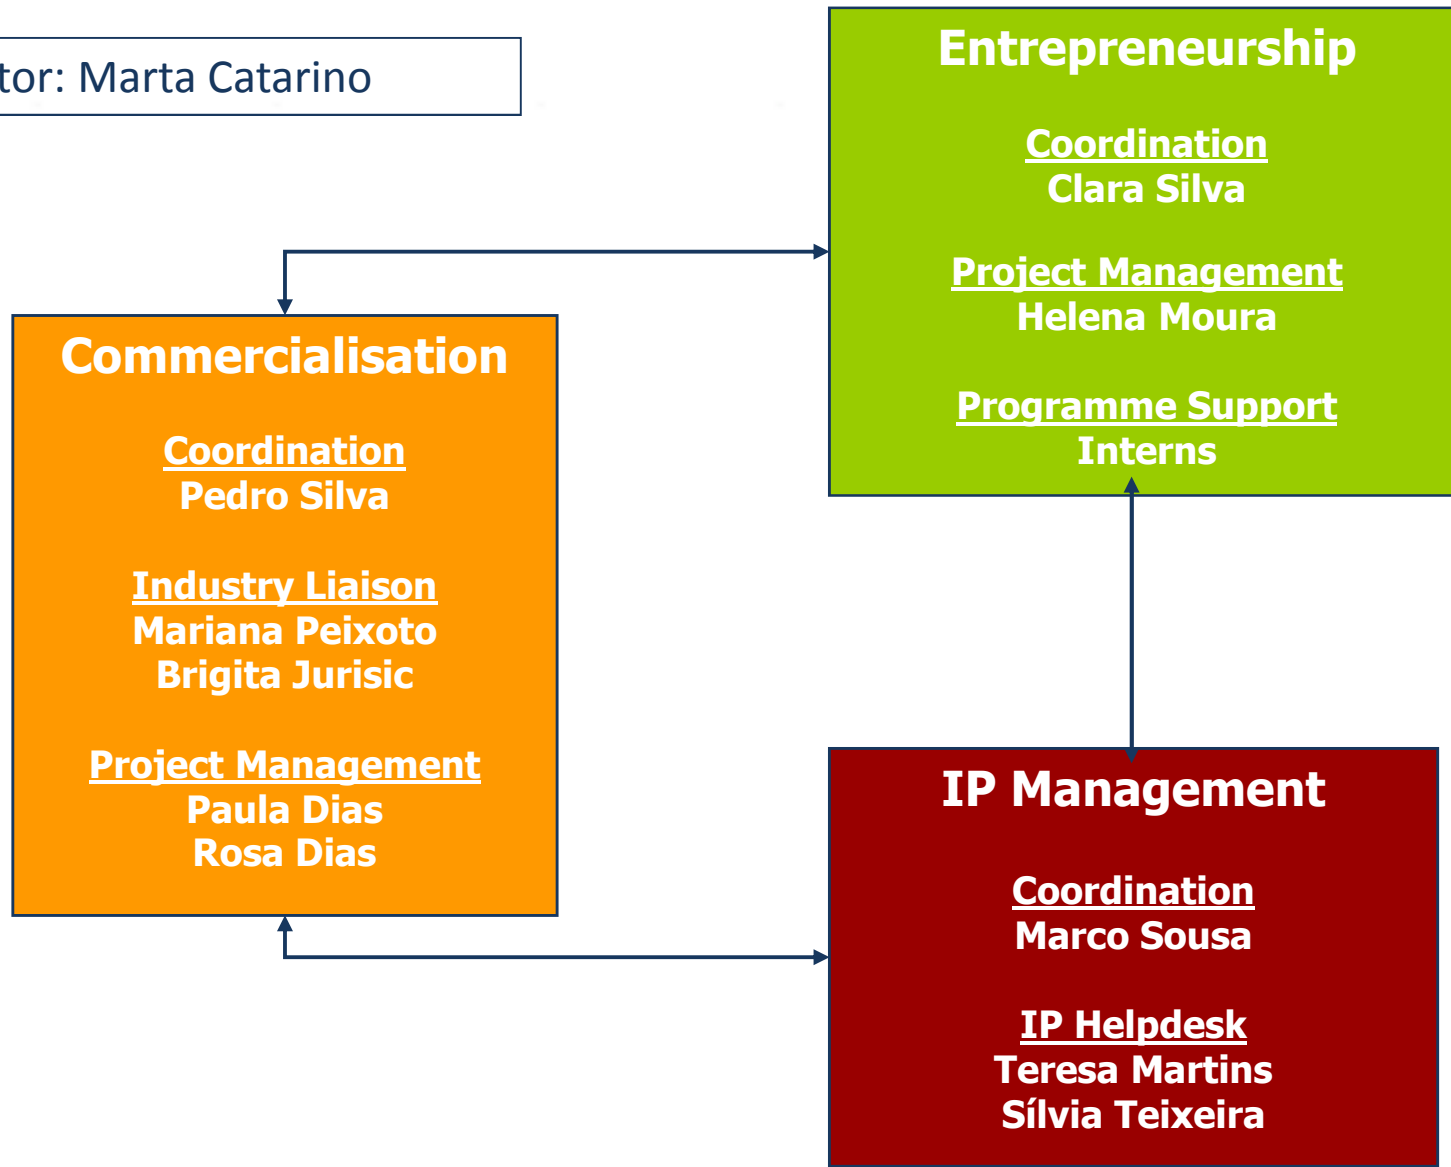 tor: Marta Catarino
Entrepreneurship
Coordination
Clara Silva
Project Management
Helena Moura
Programme Support
Interns
Commercialisation
Coordination
Pedro Silva
Industry Liaison
Mariana Peixoto
Brigita Jurisic
Project Management
Paula Dias
Rosa Dias
IP Management
Coordination
Marco Sousa
IP Helpdesk
Teresa Martins
Sílvia Teixeira